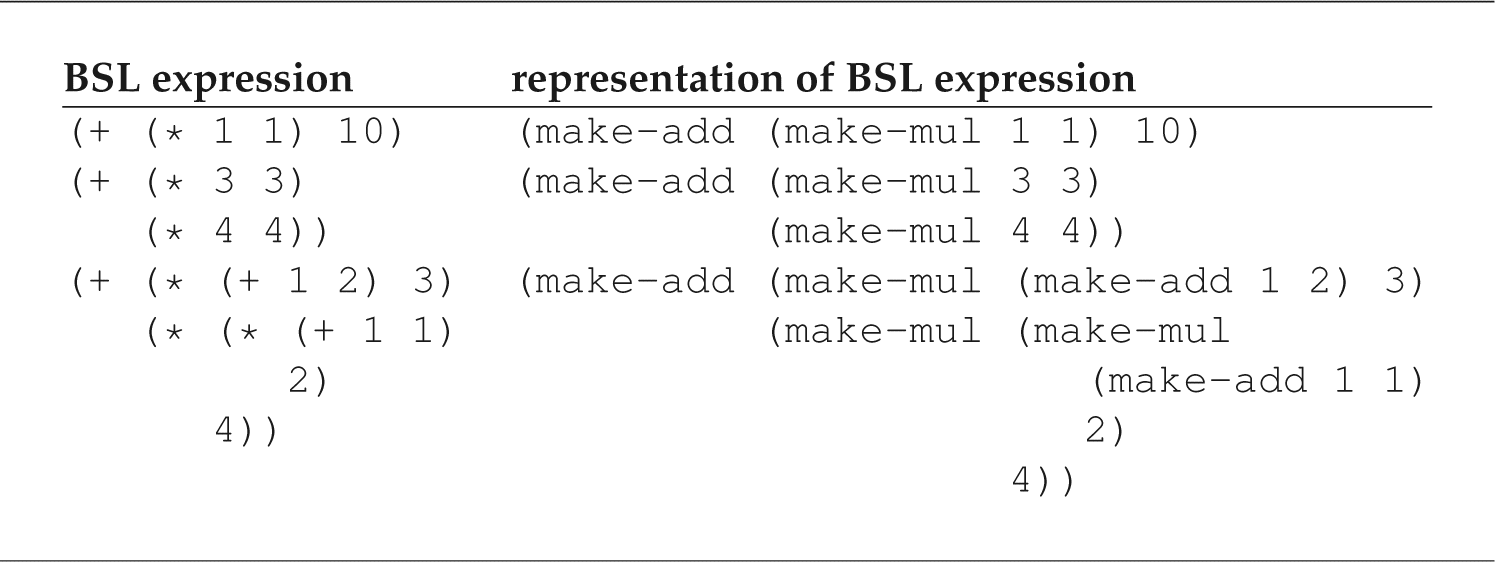 BSL expression representation of BSL expression
(+ (* 1 1) 10) (make-add (make-mul 1 1) 10)
(+ (* 3 3) (make-add (make-mul 3 3)
(* 4 4)) (make-mul 4 4))
(+ (* (+ 1 2) 3) (make-add (make-mul (make-add 1 2) 3)
(* (* (+ 1 1) (make-mul (make-mul
2) (make-add 1 1)
4)) 2)
4))